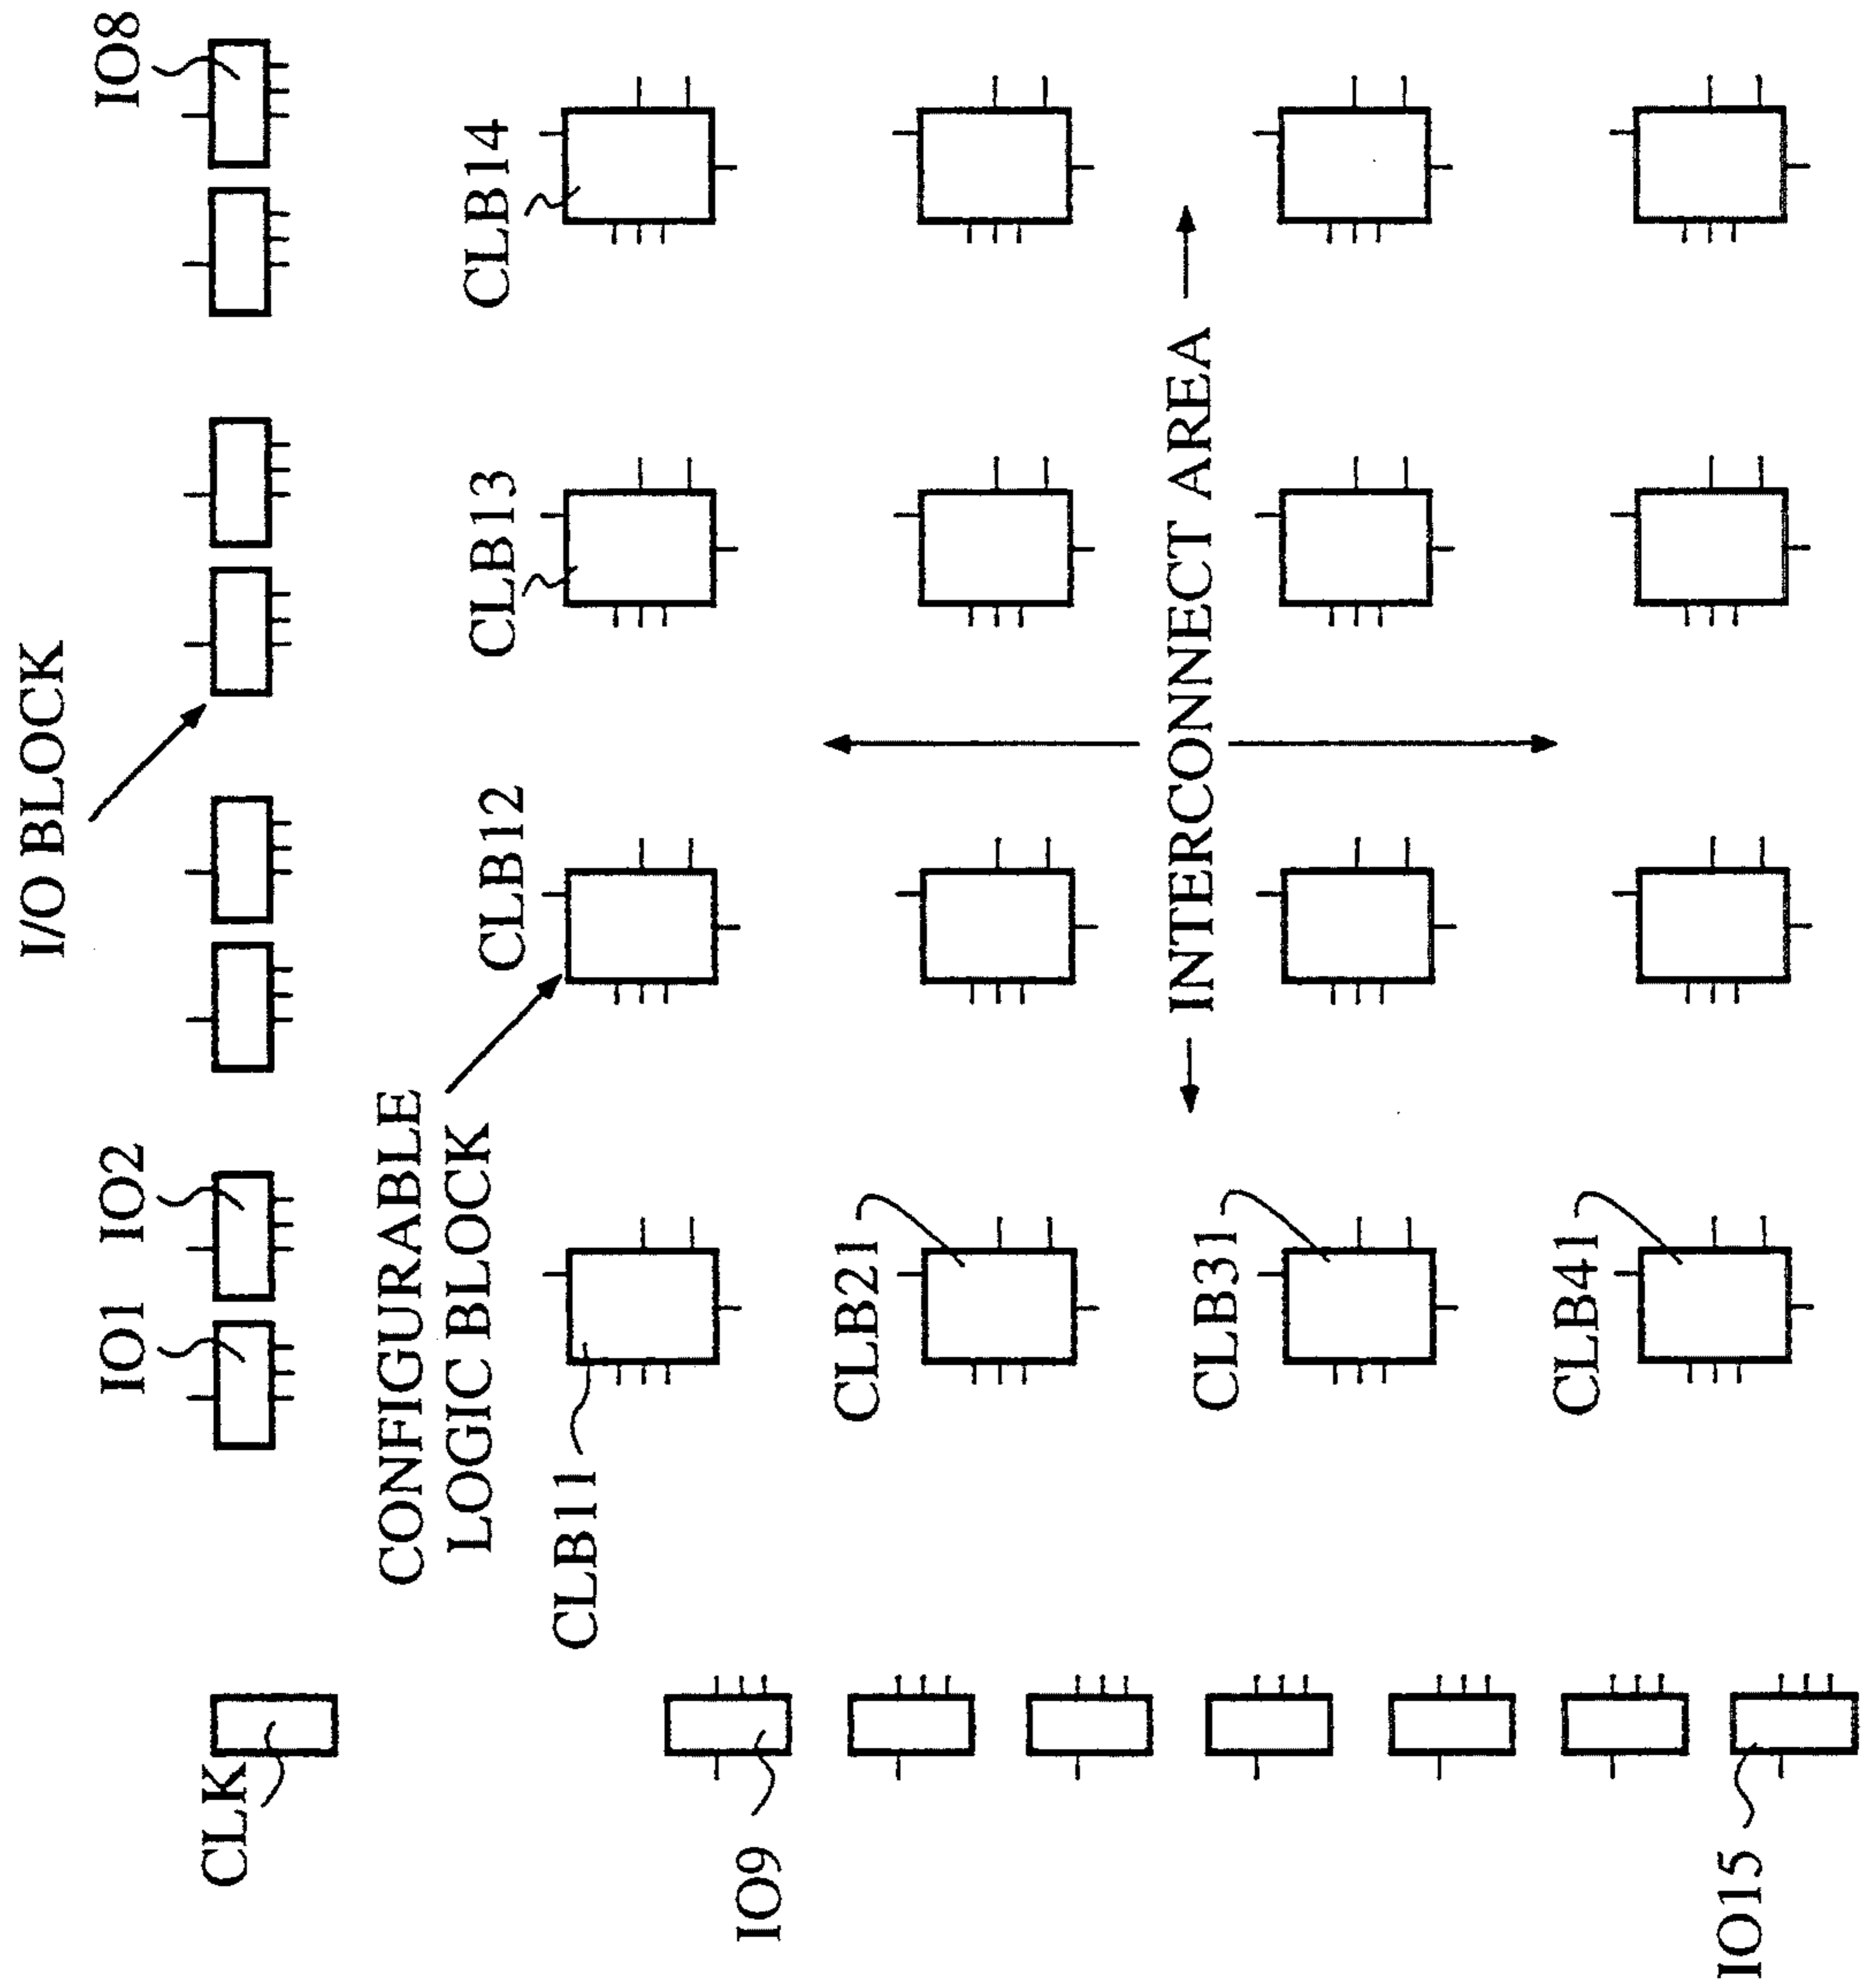 I/O BLOCK
IO1
IO2
IO8
CLK
CONFIGURABLE
LOGIC BLOCK
CLB11
CLB12
CLB13
CLB14
IO9
CLB21
INTERCONNECT AREA
CLB31
CLB41
IO15